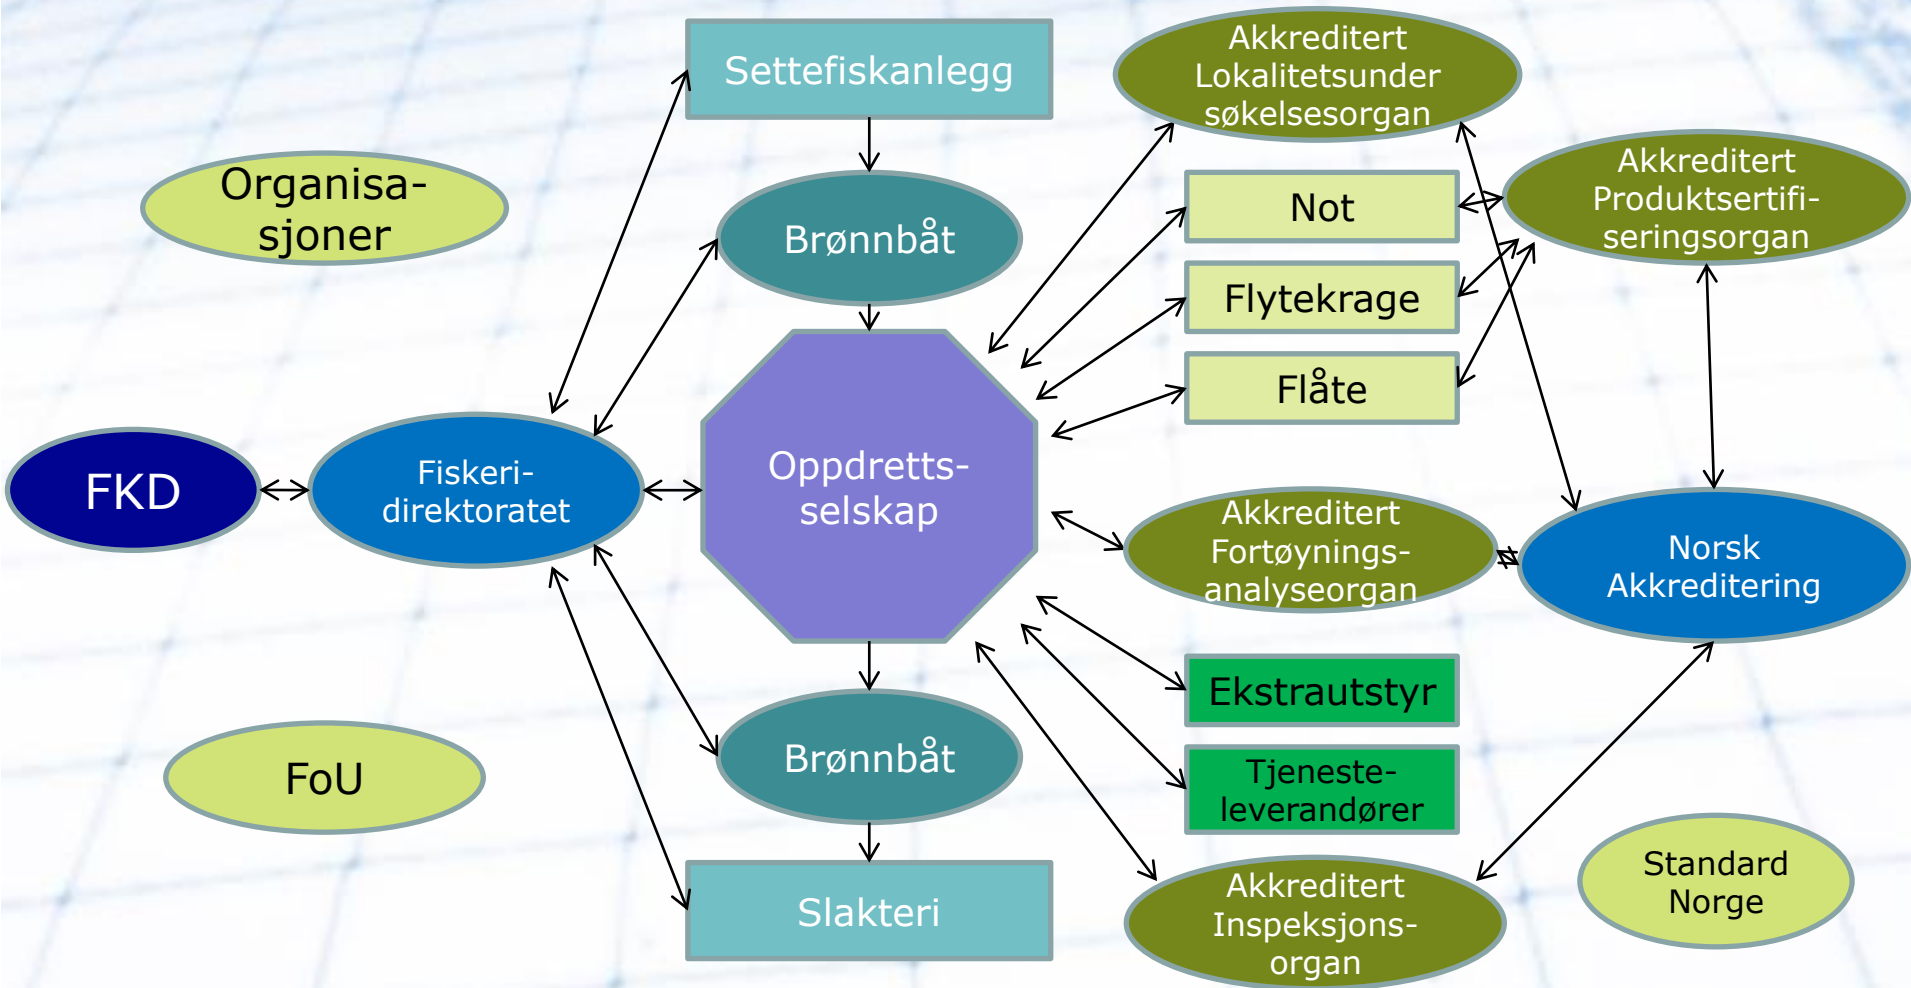 Settefiskanlegg
Akkreditert
Lokalitetsunder
søkelsesorgan
Organisa-
sjoner
Brønnbåt
Not
Akkreditert
Produktsertifi-
seringsorgan
Flytekrage
Flåte
FKD
Fiskeri-
direktoratet
Oppdretts-
selskap
Akkreditert
Fortøynings-
analyseorgan
Norsk
Akkreditering
Ekstrautstyr
FoU
Brønnbåt
Tjeneste-
leverandører
Slakteri
Akkreditert
Inspeksjons-
organ
Standard
Norge